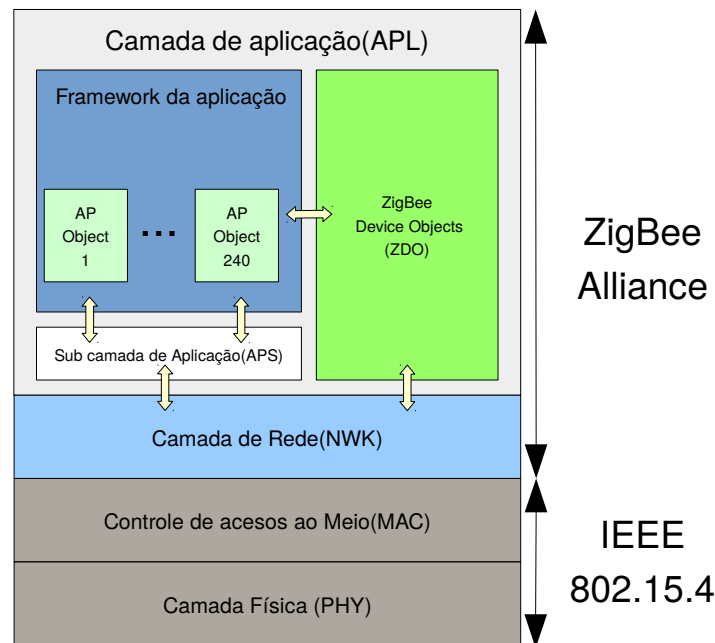 Camada de aplicação(APL)
Framework da aplicação
AP
Object
1
...
AP
Object
240
ZigBee
Device Objects
(ZDO)
Sub camada de Aplicação(APS)
Camada de Rede(NWK)
Controle de acesos ao Meio(MAC)
Camada Física (PHY)
ZigBee
Alliance
IEEE
802.15.4